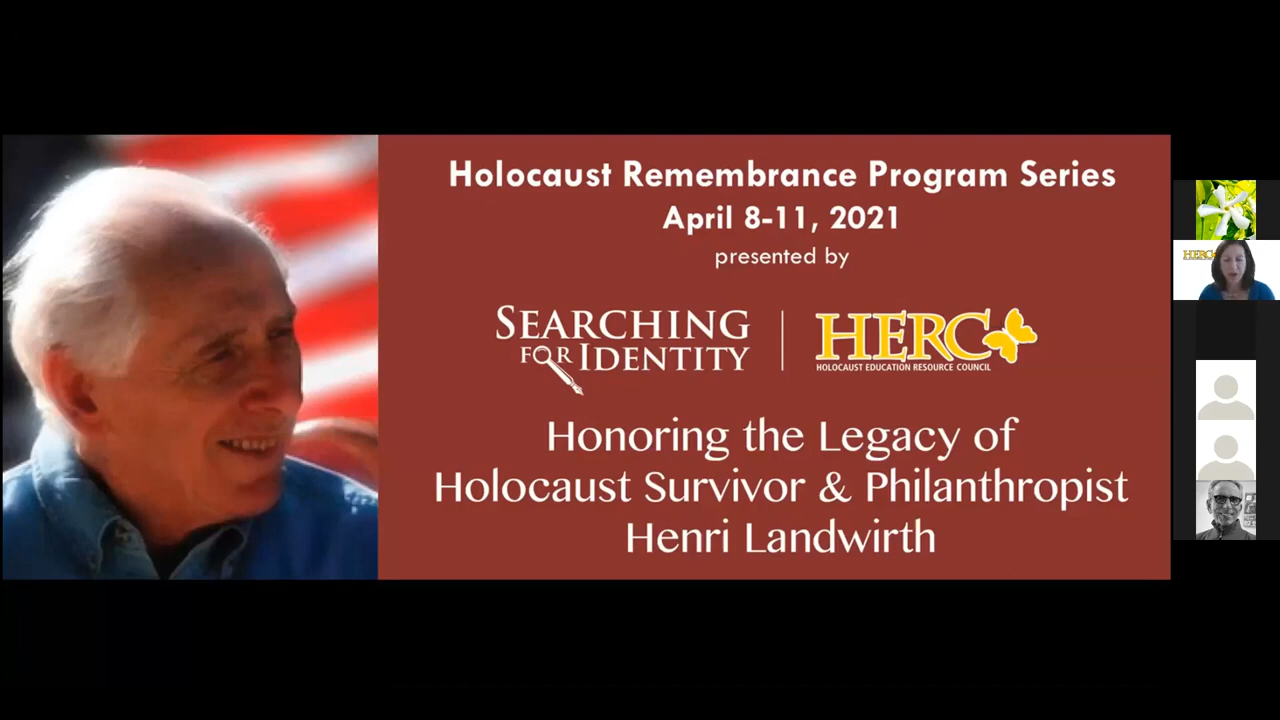 Holocaust Remembrance Program Series
April 8-11, 2021
presented by
SEARCHING
FOR IDENTITY
HERC
HOLOCAUST EDUCATION RESOURCE COUNCIL
Honoring the Legacy of
Holocaust Survivor & Philanthropist
Henri Landwirth
HERC